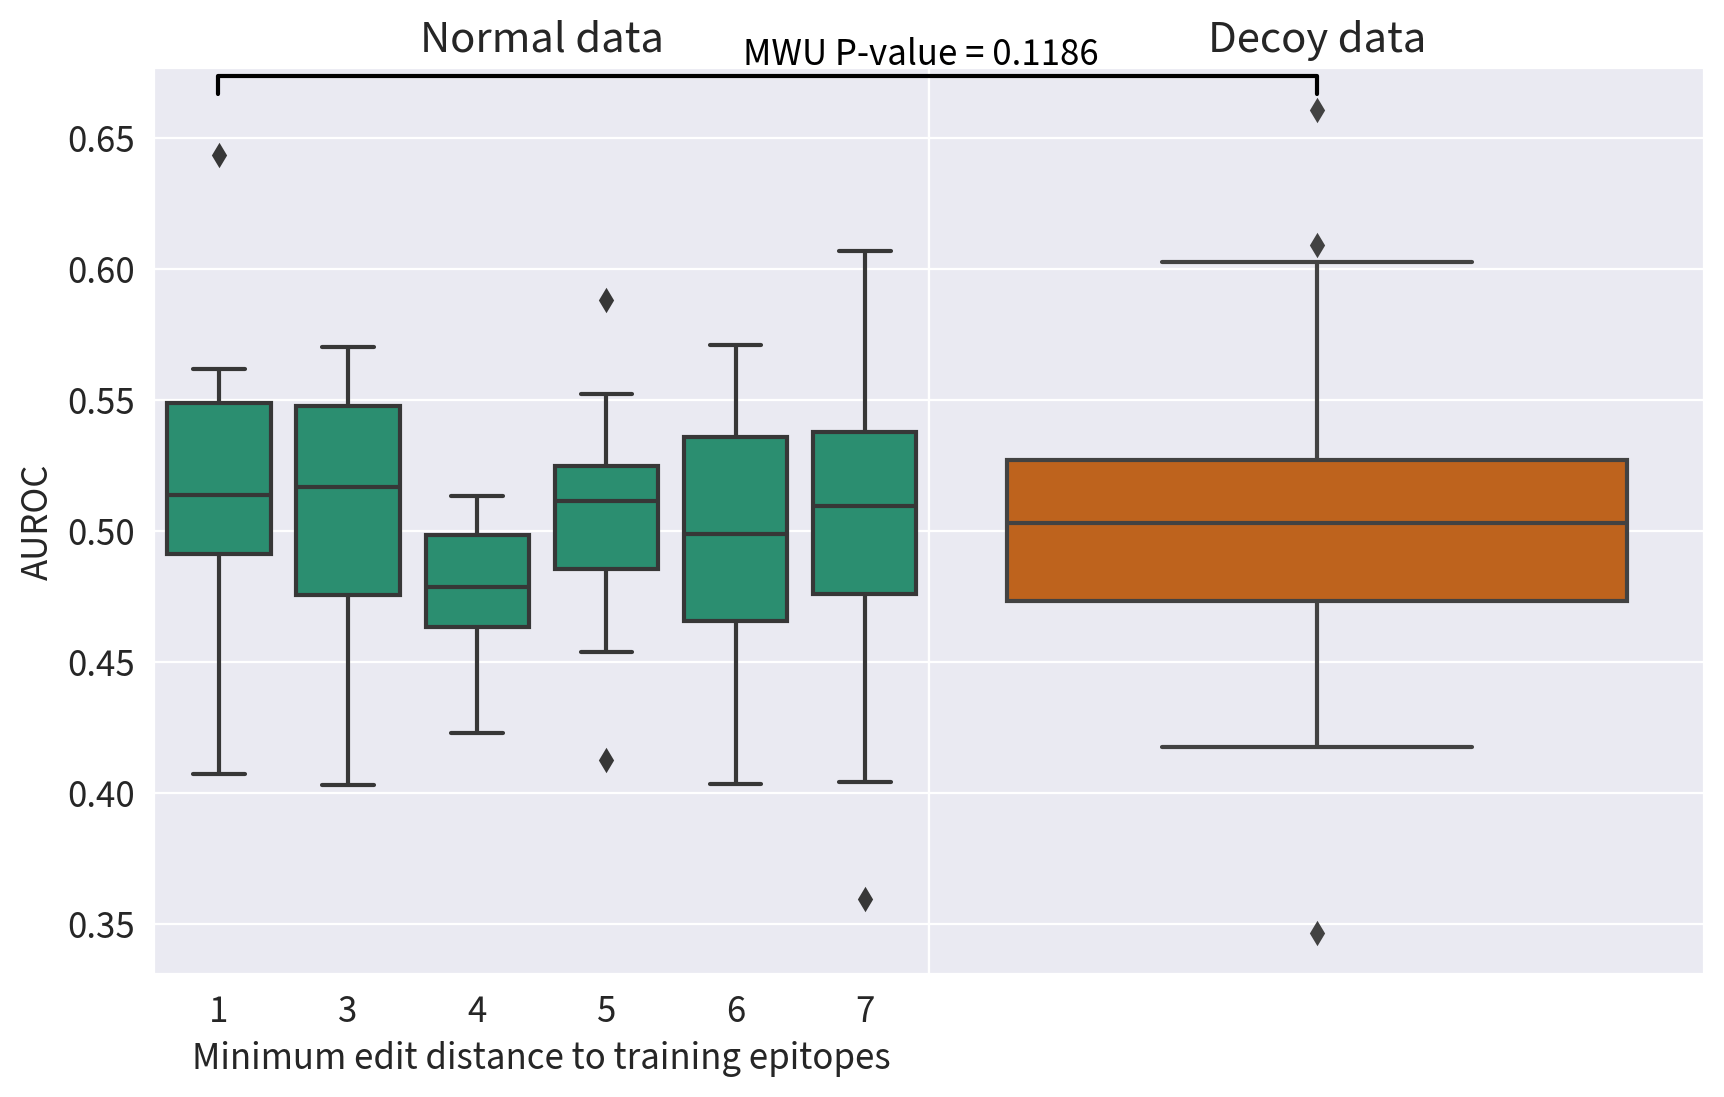 Normal data
Decoy data
MWU P-value = 0.1186
0.65
0.60
0.55
0.50
0.45
0.40
0.35
AUROC
1 3 4 5 6 7
Minimum edit distance to training epitopes